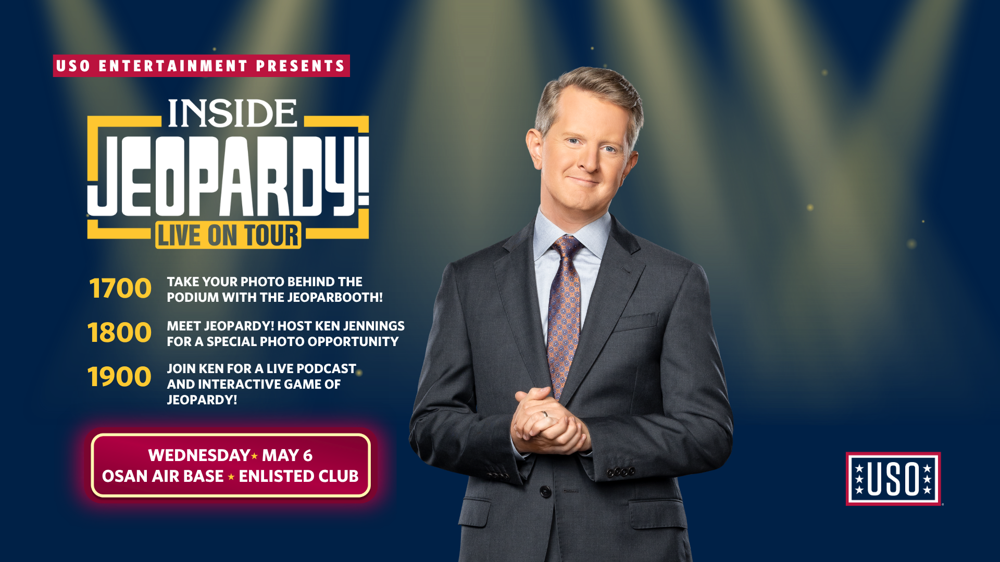 USO ENTERTAINMENT PRESENTS
INSIDE
JEOPARDY!
LIVE ON TOUR
1700 TAKE YOUR PHOTO BEHIND THE
PODIUM WITH THE JEOPARBOOTH!
1800 MEET JEOPARDY! HOST KEN JENNINGS
FOR A SPECIAL PHOTO OPPORTUNITY
1900 JOIN KEN FOR A LIVE PODCAST
AND INTERACTIVE GAME OF
JEOPARDY!
WEDNESDAY★ MAY 6
OSAN AIR BASE ★ ENLISTED CLUB
USO